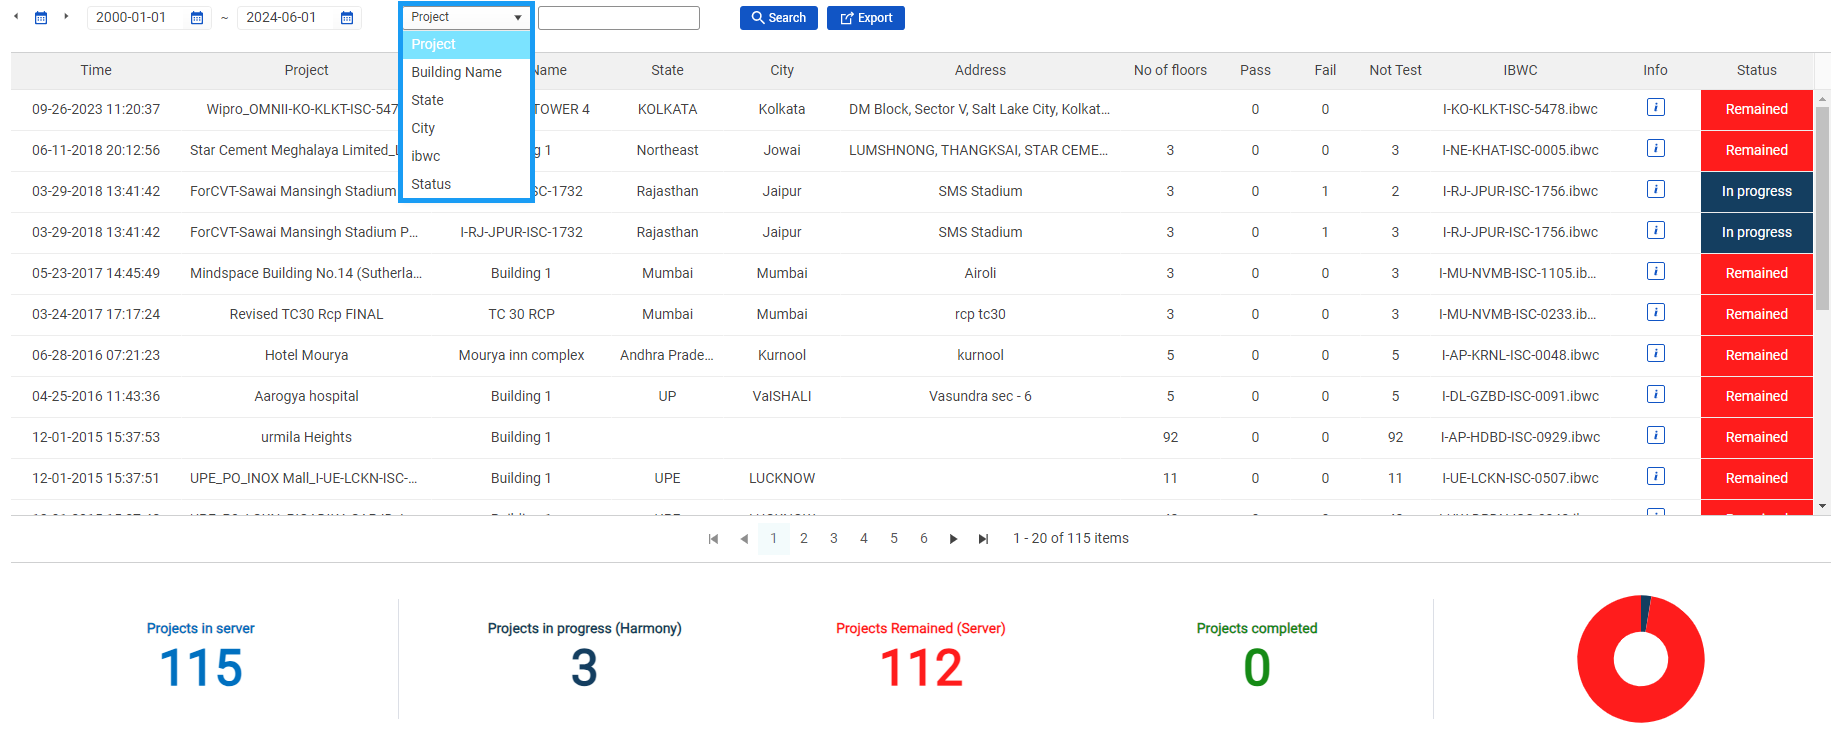 2000-01-01 ~ 2024-06-01 Project Search Export
Project
Building Name
State
City
ibwc
Status
Time Project Name State City Address No of floors Pass Fail Not Test IBWC Info Status
09-26-2023 11:20:37 Wipro_OMNII-KO-KLKT-ISC-547 TOWER 4 KOLKATA Kolkata DM Block, Sector V, Salt Lake City, Kolkat... 0 0 I-KO-KLKT-ISC-5478.ibwc i Remained
06-11-2018 20:12:56 Star Cement Meghalaya Limited_ g 1 Northeast Jowai LUMSHNONG, THANGKSAI, STAR CEME... 3 0 0 3 I-NE-KHAT-ISC-0005.ibwc i Remained
03-29-2018 13:41:42 ForCVT-Sawai Mansingh Stadium SC-1732 Rajasthan Jaipur SMS Stadium 3 0 1 2 I-RJ-JPUR-ISC-1756.ibwc i In progress
03-29-2018 13:41:42 ForCVT-Sawai Mansingh Stadium P... I-RJ-JPUR-ISC-1732 Rajasthan Jaipur SMS Stadium 3 0 1 3 I-RJ-JPUR-ISC-1756.ibwc i In progress
05-23-2017 14:45:49 Mindspace Building No.14 (Sutherla... Building 1 Mumbai Mumbai Airoli 3 0 0 3 I-MU-NVMB-ISC-1105.ib... i Remained
03-24-2017 17:17:24 Revised TC30 Rcp FINAL TC 30 RCP Mumbai Mumbai rcp tc30 3 0 0 3 I-MU-NVMB-ISC-0233.ib... i Remained
06-28-2016 07:21:23 Hotel Mourya Mourya inn complex Andhra Prade... Kurnool kurnool 5 0 0 5 I-AP-KRNL-ISC-0048.ibwc i Remained
04-25-2016 11:43:36 Aarogya hospital Building 1 UP VaISHALI Vasundra sec - 6 5 0 0 5 I-DL-GZBD-ISC-0091.ibwc i Remained
12-01-2015 15:37:53 urmila Heights Building 1 92 0 0 92 I-AP-HDBD-ISC-0929.ibwc i Remained
12-01-2015 15:37:51 UPE_PO_INOX Mall_I-UE-LCKN-ISC-... Building 1 UPE LUCKNOW 11 0 0 11 I-UE-LCKN-ISC-0507.ibwc i Remained
1 2 3 4 5 6 1 - 20 of 115 items
Projects in server Projects in progress (Harmony) Projects Remained (Server) Projects completed
115 3 112 0